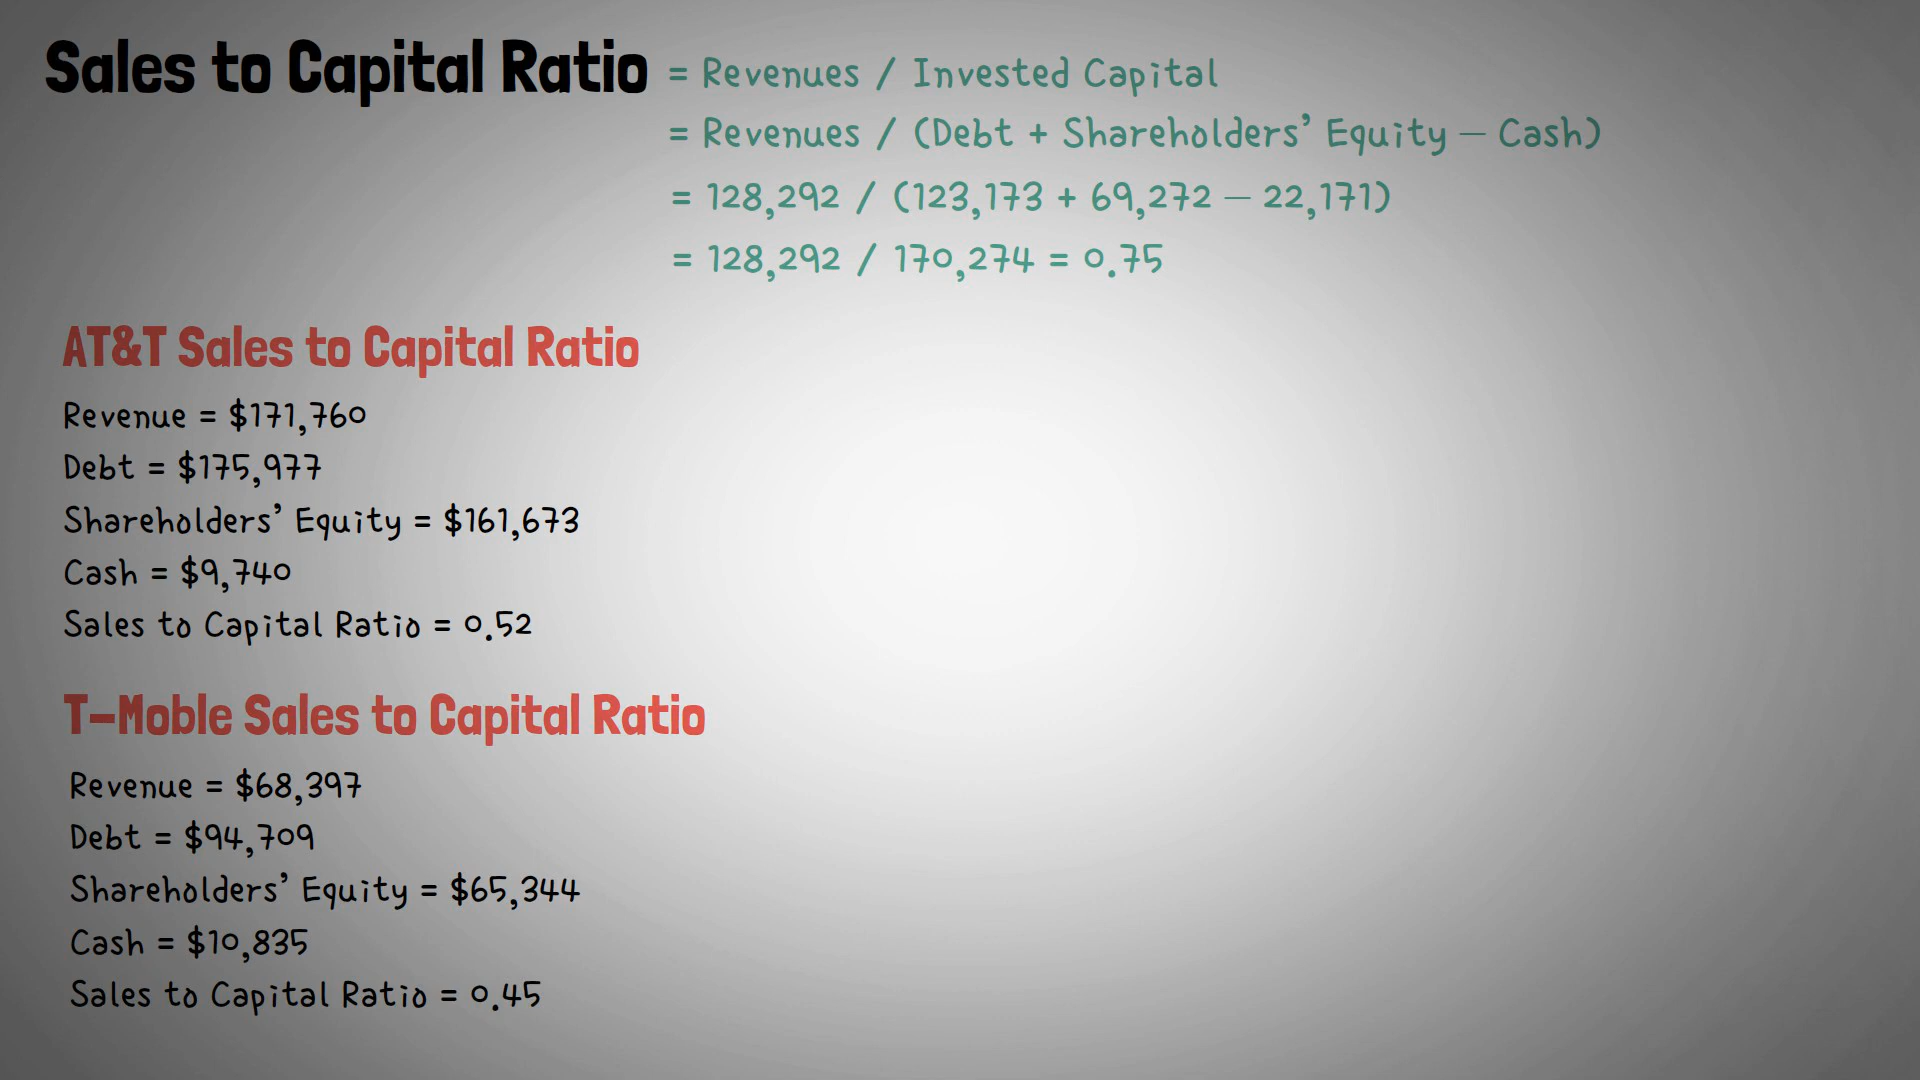 Sales to Capital Ratio = Revenues / Invested Capital
= Revenues / (Debt + Shareholders’ Equity – Cash)
= 128,292 / (123,173 + 69,272 – 22,171)
= 128,292 / 170,274 = 0.75
AT&T Sales to Capital Ratio
Revenue = $171,760
Debt = $175,977
Shareholders’ Equity = $161,673
Cash = $9,740
Sales to Capital Ratio = 0.52
T-Moble Sales to Capital Ratio
Revenue = $68,397
Debt = $94,709
Shareholders’ Equity = $65,344
Cash = $10,835
Sales to Capital Ratio = 0.45